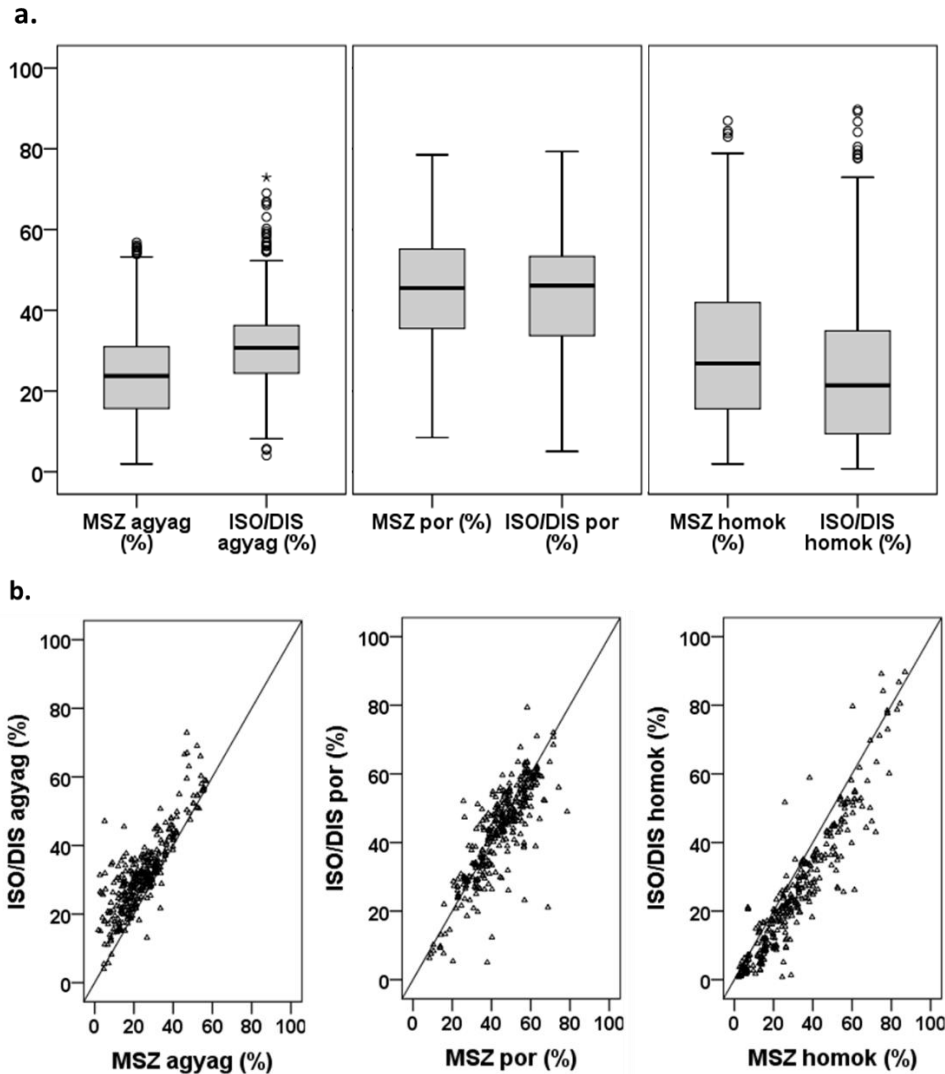 a.
100
80
60
40
20
0
MSZ agyag
(%)
ISO/DIS
agyag (%)
MSZ por (%)
ISO/DIS por
(%)
MSZ homok
(%)
ISO/DIS
homok (%)
b.
ISO/DIS agyag (%)
100
80
60
40
20
0
0 20 40 60 80 100
MSZ agyag (%)
ISO/DIS por (%)
100
80
60
40
20
0
0 20 40 60 80 100
MSZ por (%)
ISO/DIS homok (%)
100
80
60
40
20
0
0 20 40 60 80 100
MSZ homok (%)